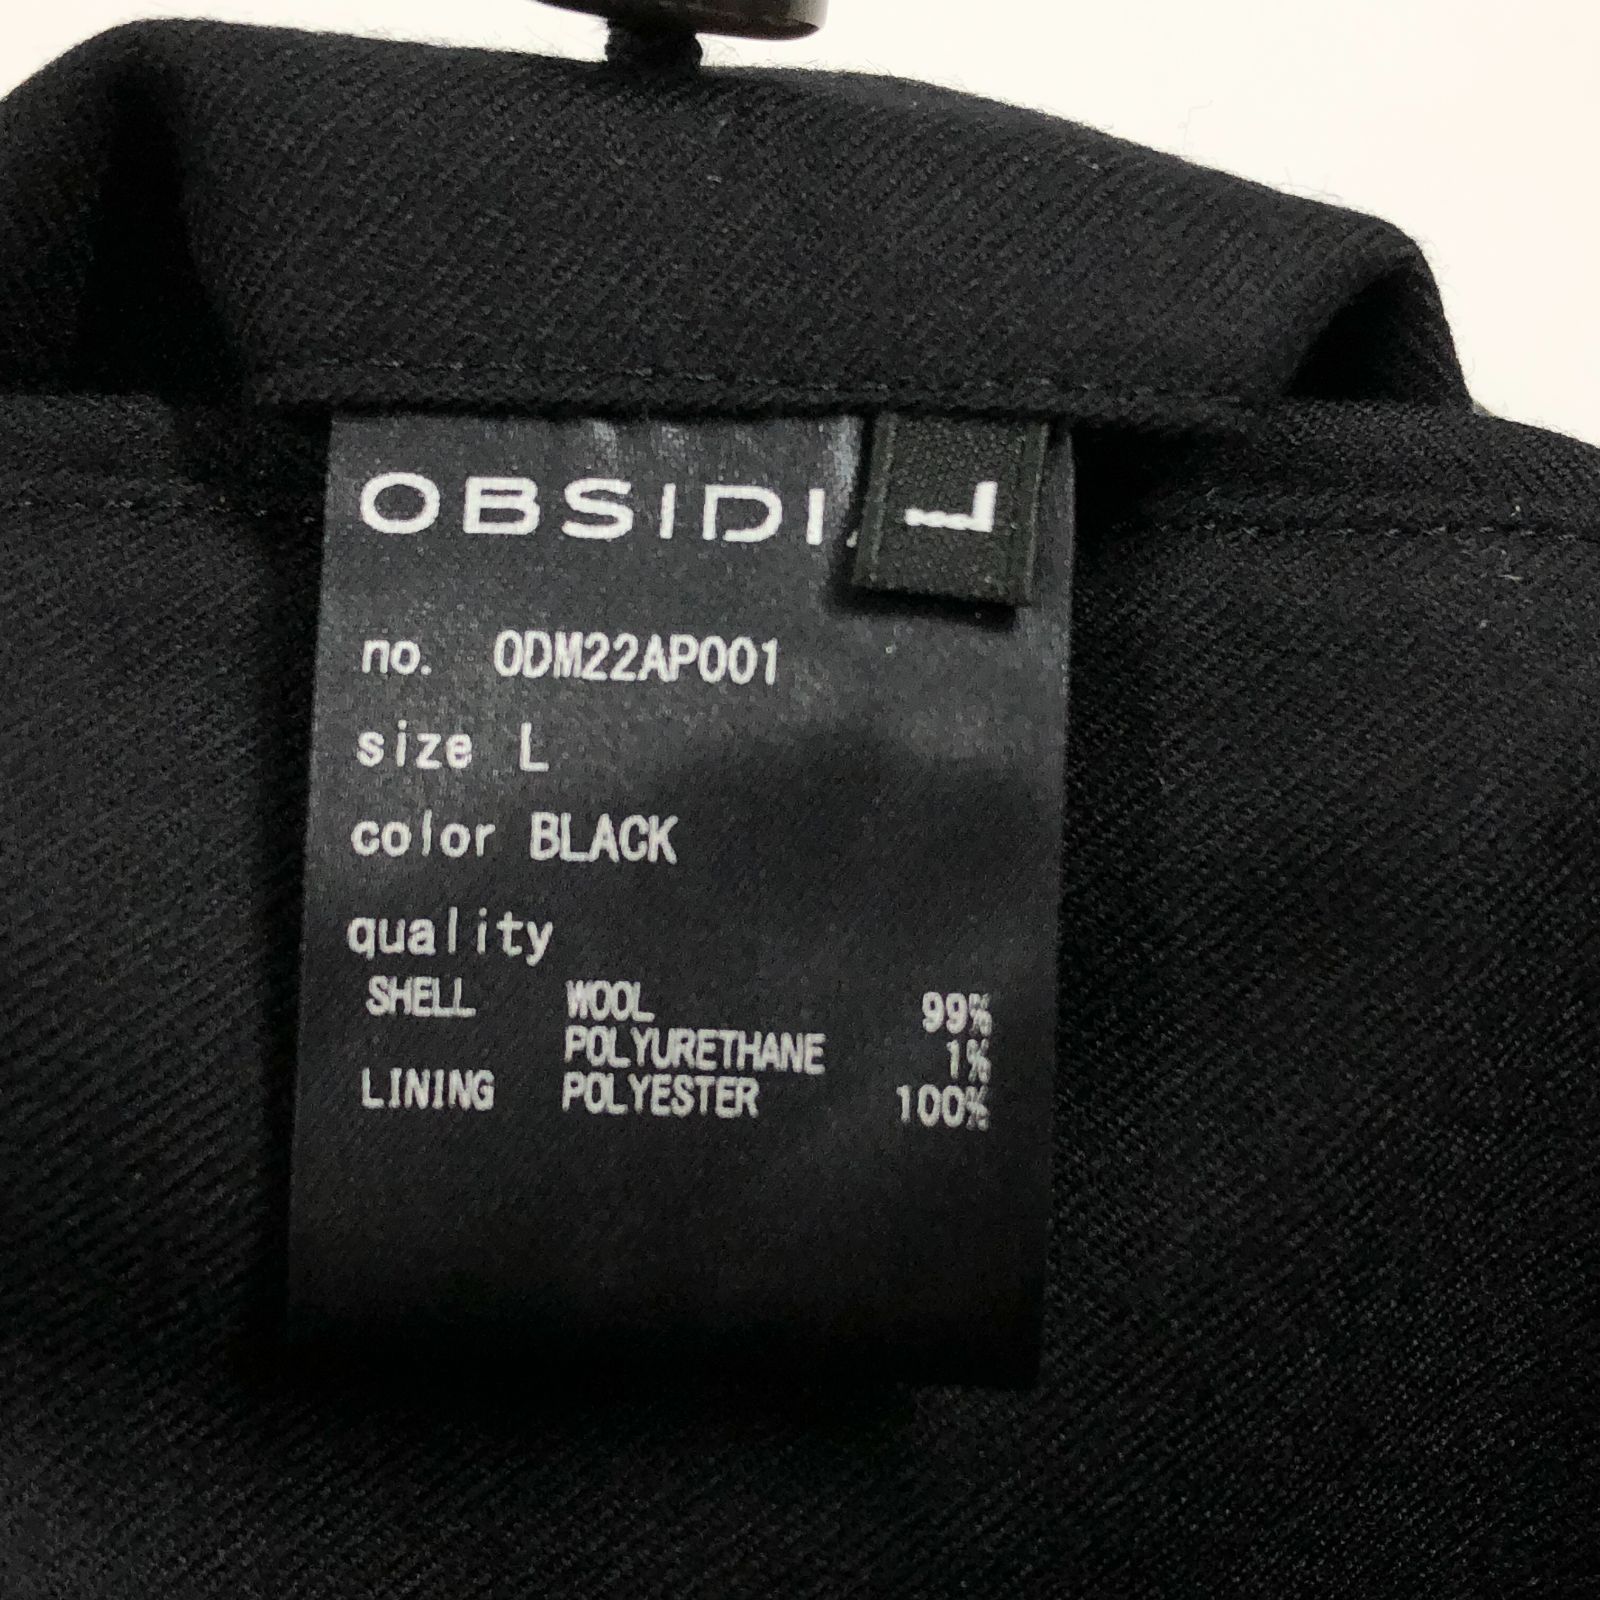 OBSIDI
L
no. ODM22AP001
size L
color BLACK
quality
SHELL WOOL 99%
POLYURETHANE 1%
LINING POLYESTER 100%